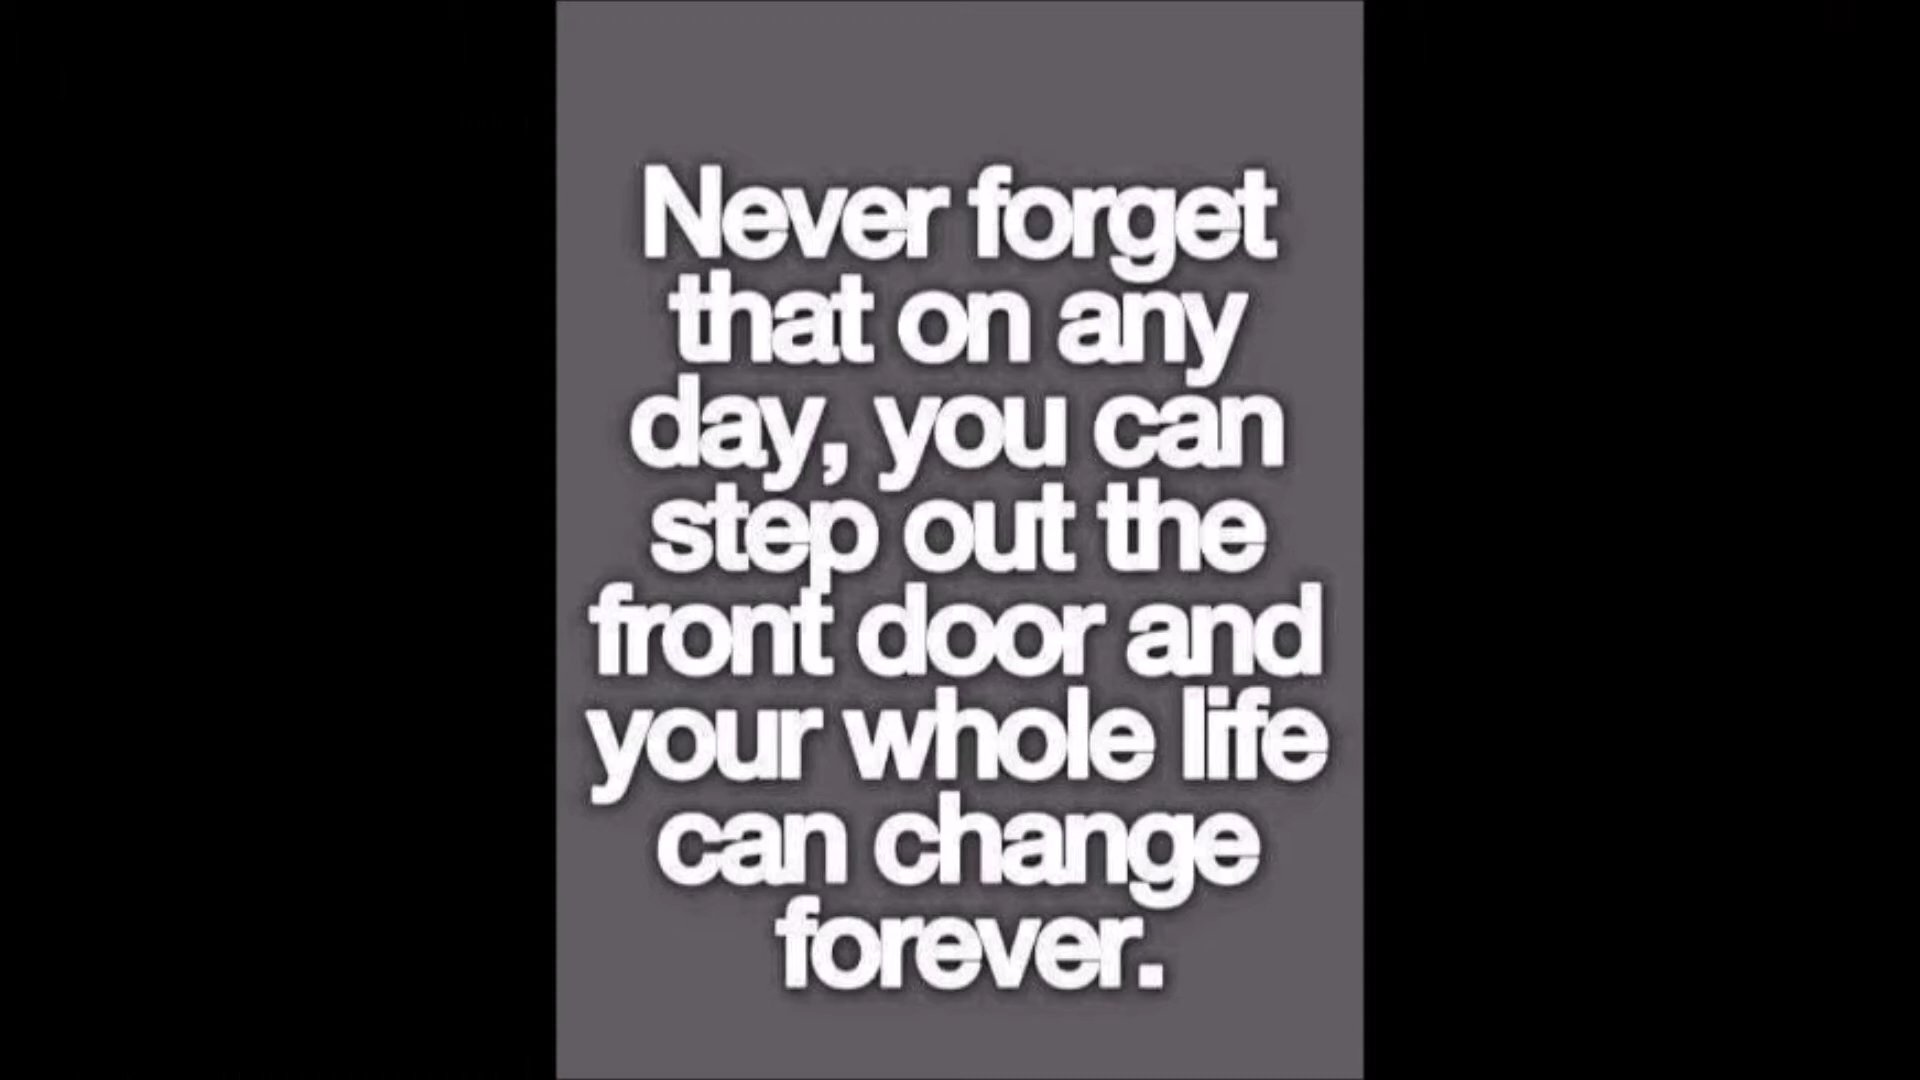 Never forget
that on any
day, you can
step out the
front door and
your whole life
can change
forever.